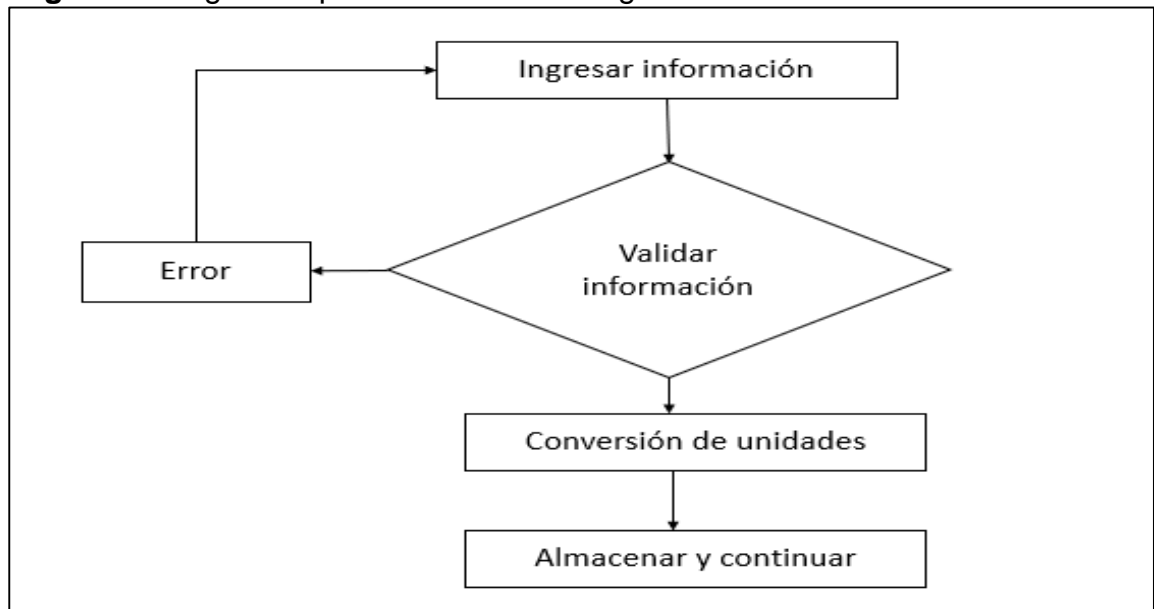 Ingresar información
Validar
información
Error
Conversión de unidades
Almacenar y continuar